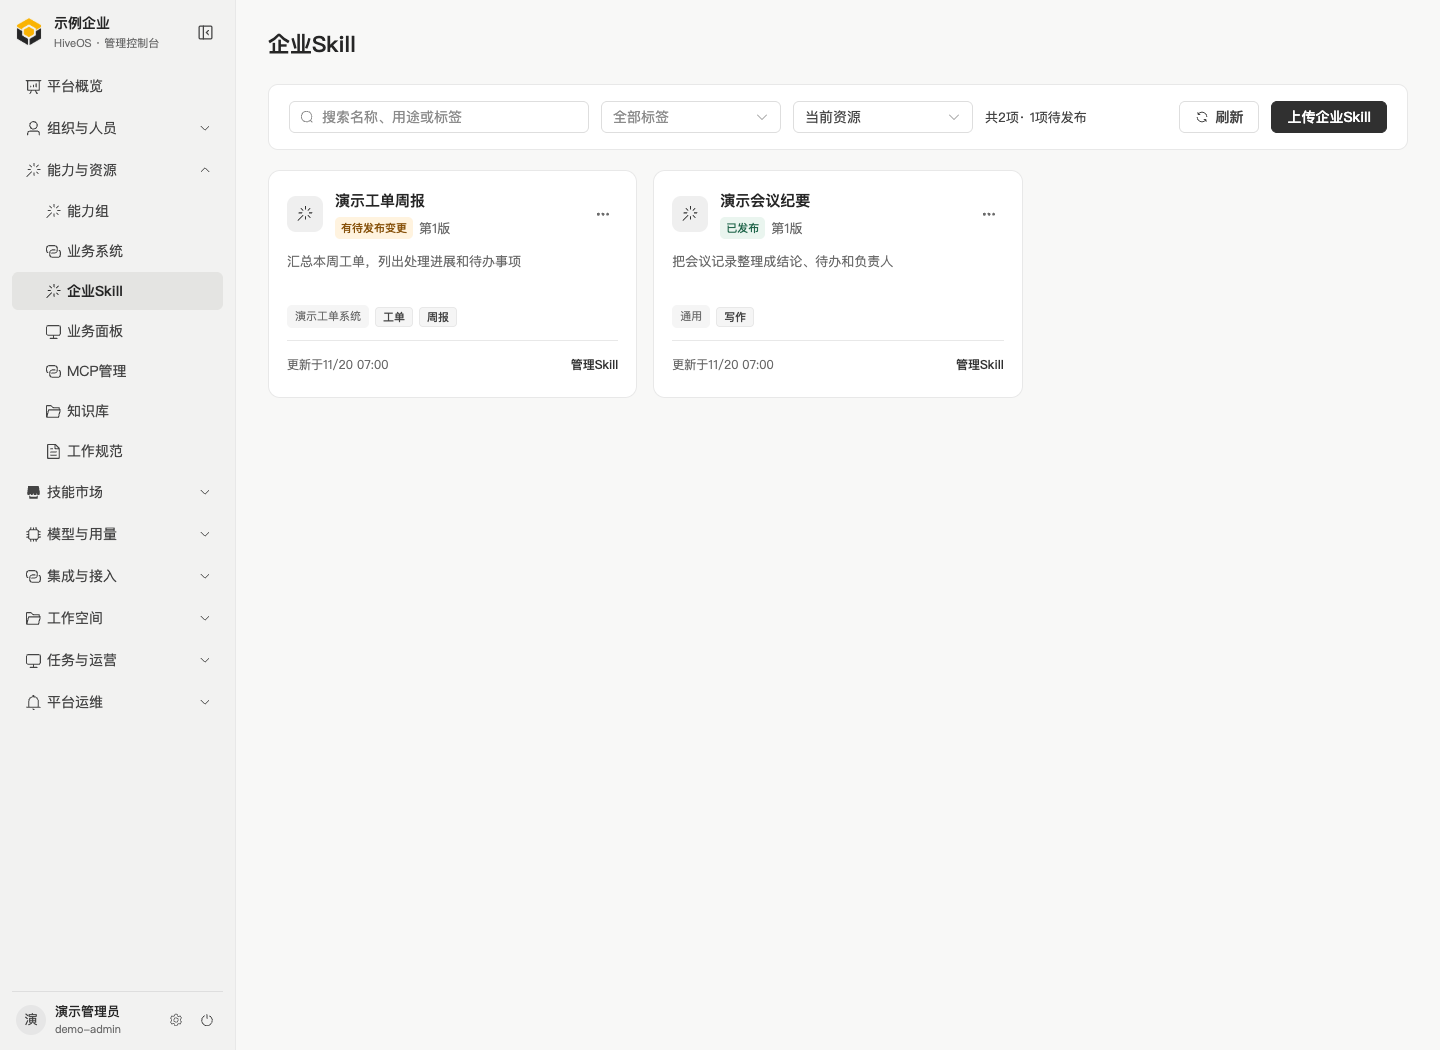 示例企业
HiveOS · 管理控制台
平台概览
组织与人员
能力与资源
能力组
业务系统
企业Skill
业务面板
MCP管理
知识库
工作规范
技能市场
模型与用量
集成与接入
工作空间
任务与运营
平台运维
演
演示管理员
demo-admin
企业Skill
搜索名称、用途或标签
全部标签
当前资源
共2项· 1项待发布
刷新
上传企业Skill
演示工单周报
有待发布变更 第1版
汇总本周工单，列出处理进展和待办事项
演示工单系统 工单 周报
更新于11/20 07:00 管理Skill
演示会议纪要
已发布 第1版
把会议记录整理成结论、待办和负责人
通用 写作
更新于11/20 07:00 管理Skill